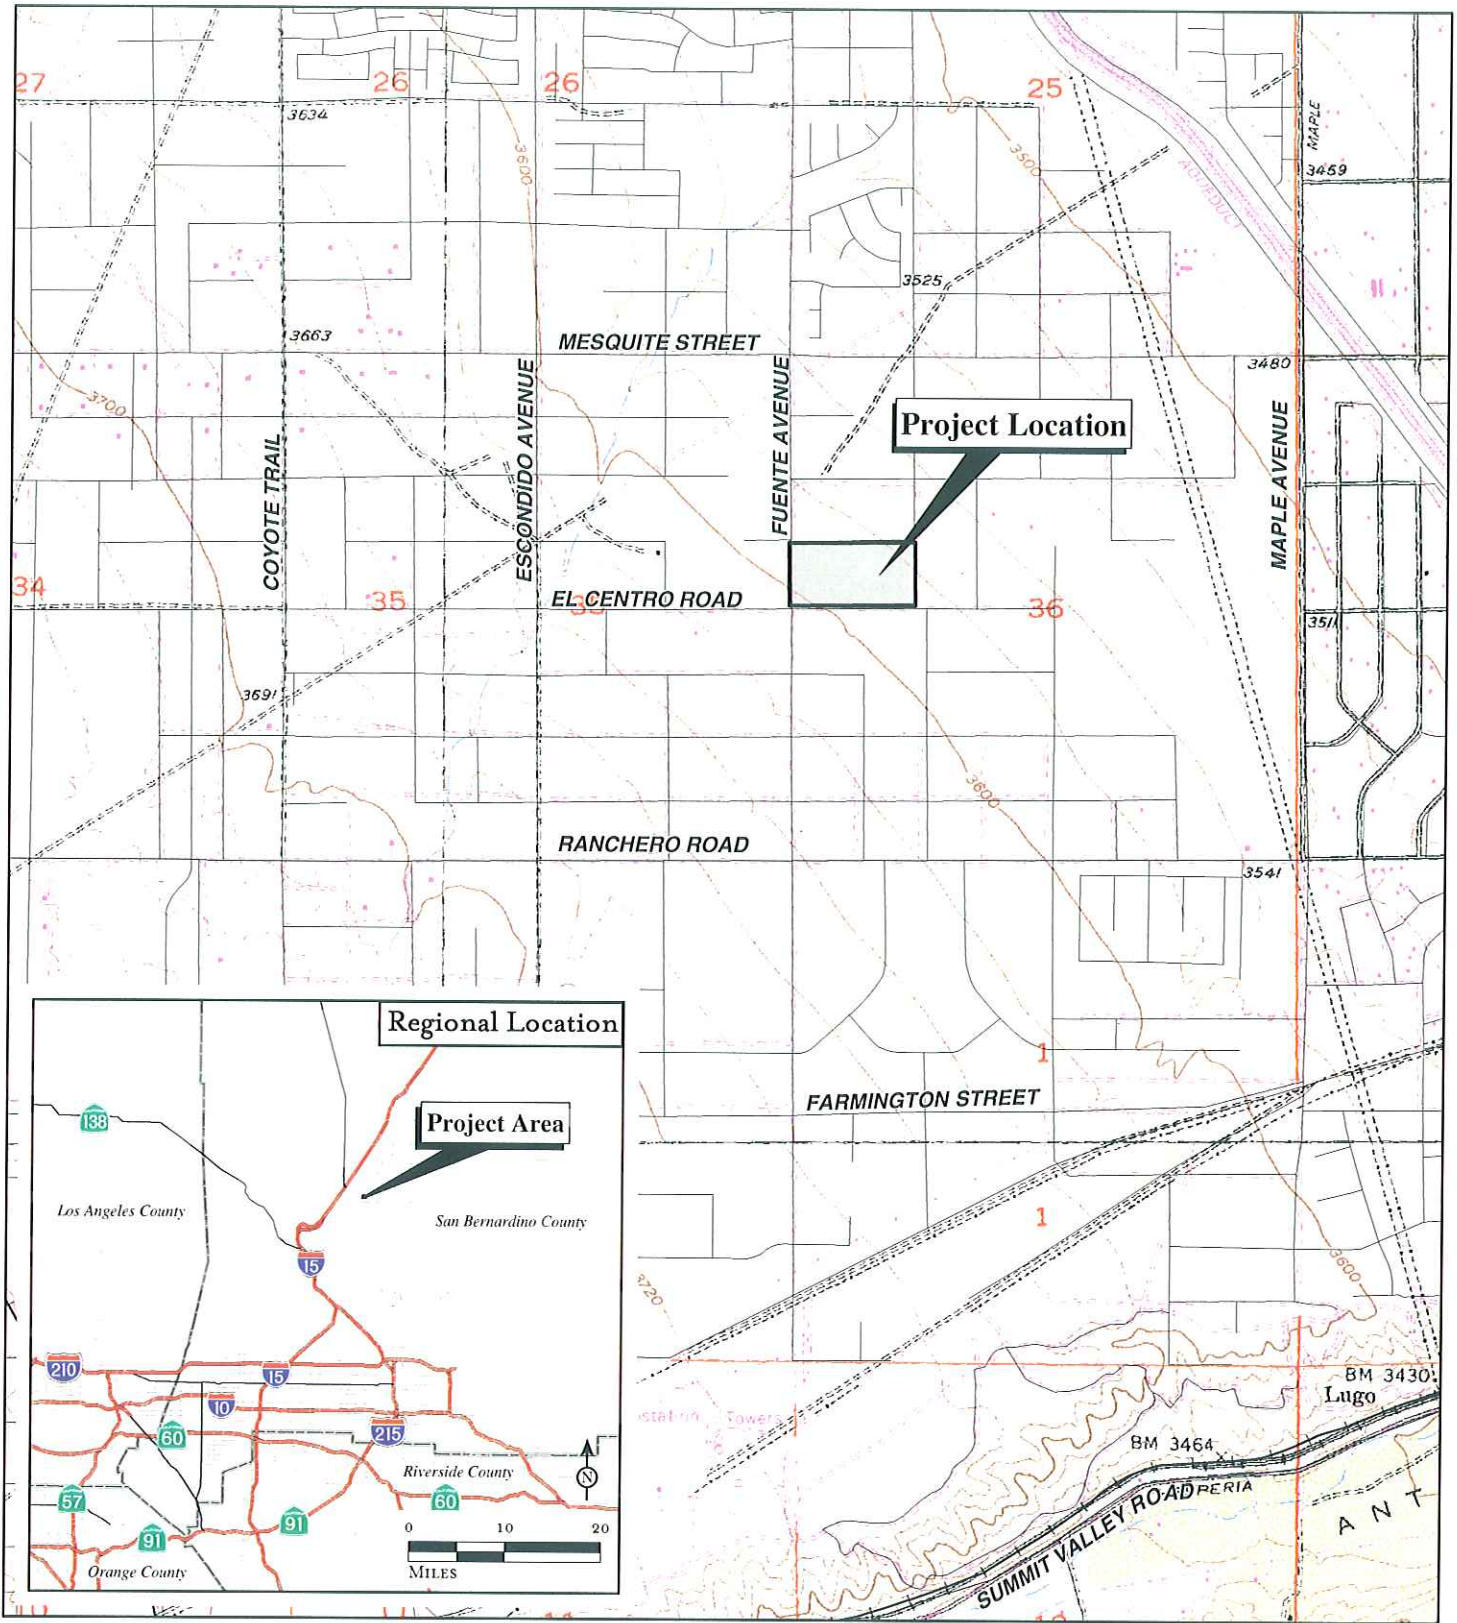 27
26
26
25
3634
3600
3500
MAPLE
3459
AQUEDUCT
3525
3663
MESQUITE STREET
3480
3700
ESCONDIDO AVENUE
FUENTE AVENUE
Project Location
COYOTE TRAIL
MAPLE AVENUE
34
35
EL CENTRO ROAD
36
3511
3691
3600
RANCHERO ROAD
3541
Regional Location
1
FARMINGTON STREET
138
Project Area
Los Angeles County
San Bernardino County
1
15
3600
3720
210
15
10
BM 3430
Lugo
60
215
Towers
BM 3464
Riverside County
N
57
60
PERIA
91
91
0 10 20
MILES
SUMMIT VALLEY ROAD
A N T
Orange County